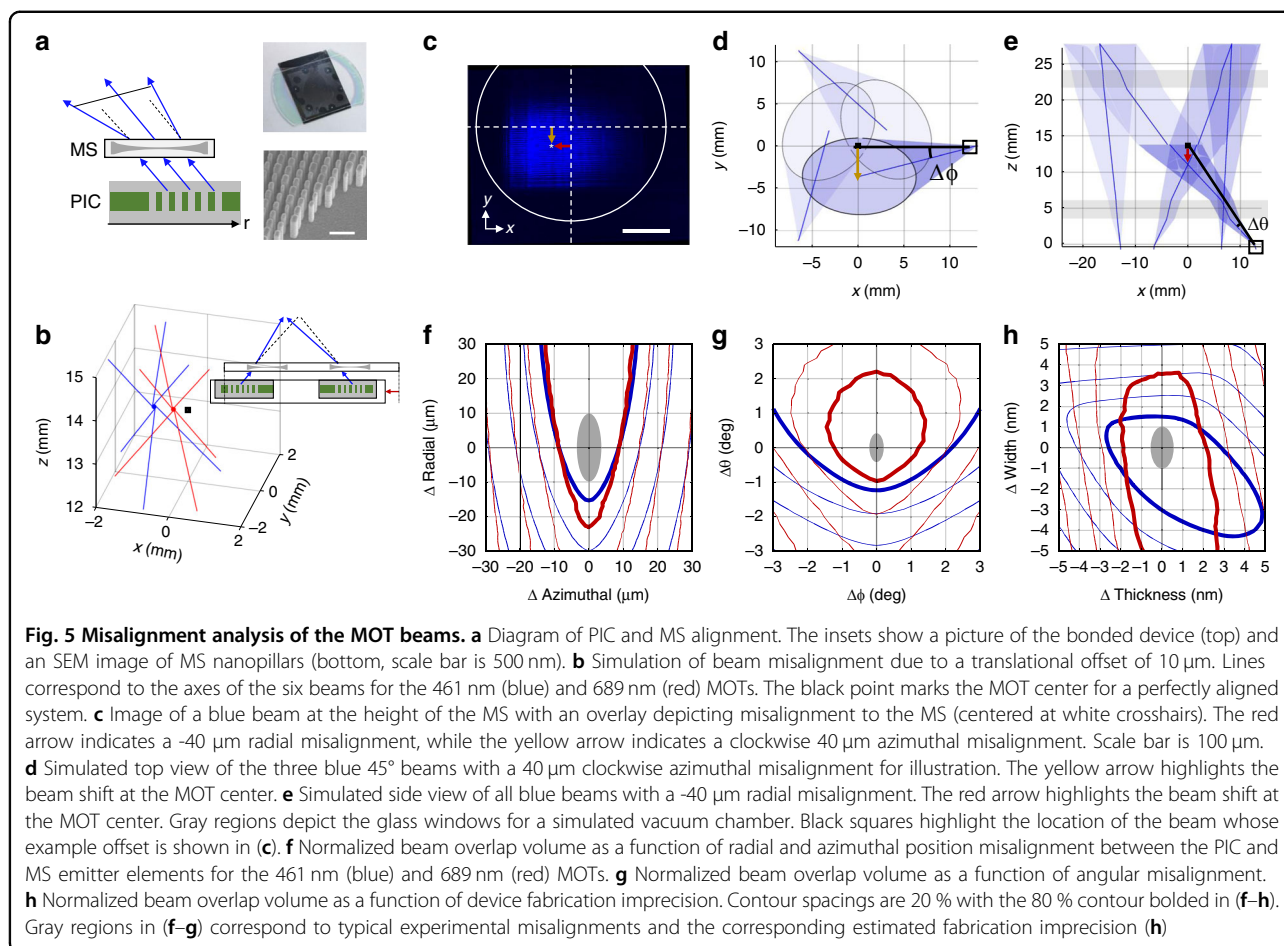 a
MS
PIC
r
b
15
14
13
12
z (mm)
−2
0
2
x (mm)
−2
0
2
y (mm)
c
y
x
d
10
5
0
−5
−10
y (mm)
Δϕ
−5
0
5
10
x (mm)
e
25
20
15
10
5
0
z (mm)
Δθ
−20
−10
0
10
x (mm)
f
30
20
10
0
−10
−20
−30
Δ Radial (μm)
−30
−20
−10
0
10
20
30
Δ Azimuthal (μm)
g
3
2
1
0
−1
−2
−3
Δθ (deg)
−3
−2
−1
0
1
2
3
Δϕ (deg)
h
5
4
3
2
1
0
−1
−2
−3
−4
−5
Δ Width (nm)
−5
−4
−3
−2
−1
0
1
2
3
4
5
Δ Thickness (nm)
Fig. 5 Misalignment analysis of the MOT beams. a Diagram of PIC and MS alignment. The insets show a picture of the bonded device (top) and
an SEM image of MS nanopillars (bottom, scale bar is 500 nm). b Simulation of beam misalignment due to a translational offset of 10 μm. Lines
correspond to the axes of the six beams for the 461 nm (blue) and 689 nm (red) MOTs. The black point marks the MOT center for a perfectly aligned
system. c Image of a blue beam at the height of the MS with an overlay depicting misalignment to the MS (centered at white crosshairs). The red
arrow indicates a -40 μm radial misalignment, while the yellow arrow indicates a clockwise 40 μm azimuthal misalignment. Scale bar is 100 μm.
d Simulated top view of the three blue 45° beams with a 40 μm clockwise azimuthal misalignment for illustration. The yellow arrow highlights the
beam shift at the MOT center. e Simulated side view of all blue beams with a -40 μm radial misalignment. The red arrow highlights the beam shift at
the MOT center. Gray regions depict the glass windows for a simulated vacuum chamber. Black squares highlight the location of the beam whose
example offset is shown in (c). f Normalized beam overlap volume as a function of radial and azimuthal position misalignment between the PIC and
MS emitter elements for the 461 nm (blue) and 689 nm (red) MOTs. g Normalized beam overlap volume as a function of angular misalignment.
h Normalized beam overlap volume as a function of device fabrication imprecision. Contour spacings are 20 % with the 80 % contour bolded in (f–h).
Gray regions in (f–g) correspond to typical experimental misalignments and the corresponding estimated fabrication imprecision (h)